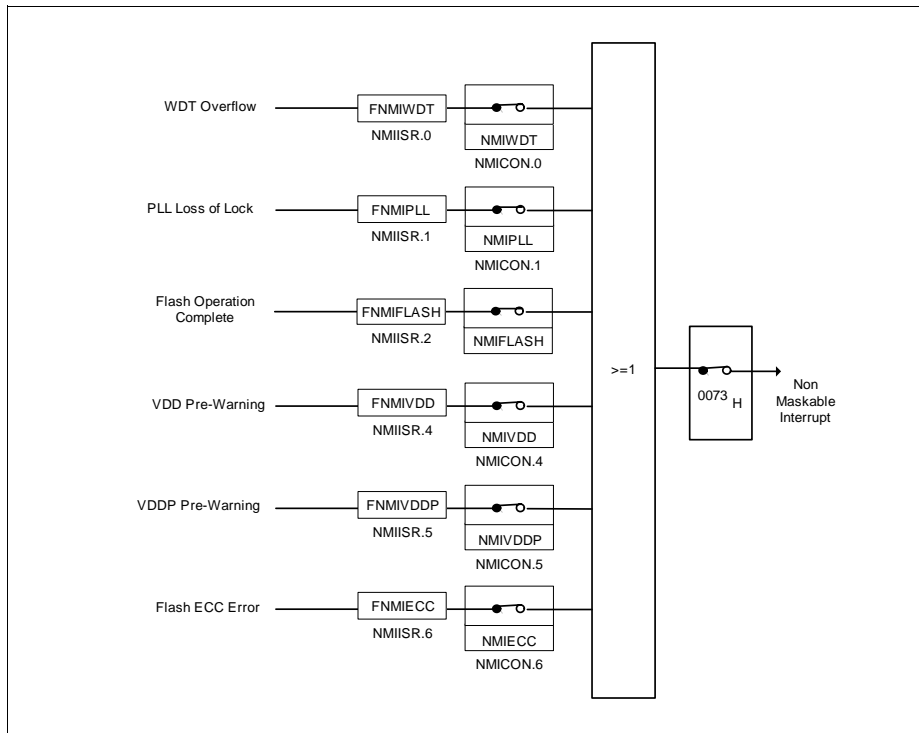 WDT Overflow
FNMIWDT
NMIISR.0
NMIWDT
NMICON.0
PLL Loss of Lock
FNMIPLL
NMIISR.1
NMIPLL
NMICON.1
Flash Operation
Complete
FNMIFLASH
NMIISR.2
NMIFLASH
VDD Pre-Warning
FNMIVDD
NMIISR.4
NMIVDD
NMICON.4
VDDP Pre-Warning
FNMIVDDP
NMIISR.5
NMIVDDP
NMICON.5
Flash ECC Error
FNMIECC
NMIISR.6
NMIECC
NMICON.6
>=1
0073 H
Non
Maskable
Interrupt